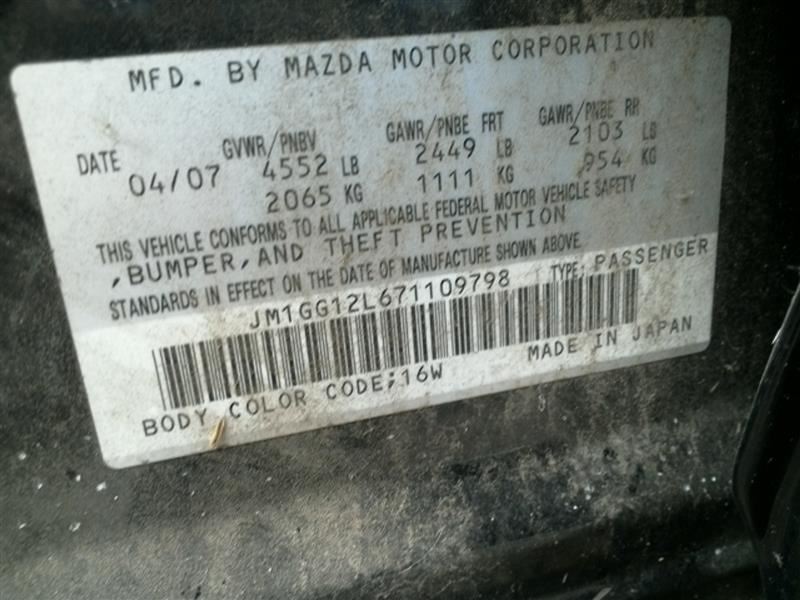 MFD. BY MAZDA MOTOR CORPORATION
DATE 04/07
GVWR/PNBV
4552 LB
2065 KG
GAWR/PNBE FRT
2449 LB
1111 KG
GAWR/PNBE RR
2103 LB
954 KG
THIS VEHICLE CONFORMS TO ALL APPLICABLE FEDERAL MOTOR VEHICLE SAFETY
,BUMPER,AND THEFT PREVENTION
STANDARDS IN EFFECT ON THE DATE OF MANUFACTURE SHOWN ABOVE
JM1GG12L671109798 TYPE: PASSENGER
BODY COLOR CODE;16W MADE IN JAPAN